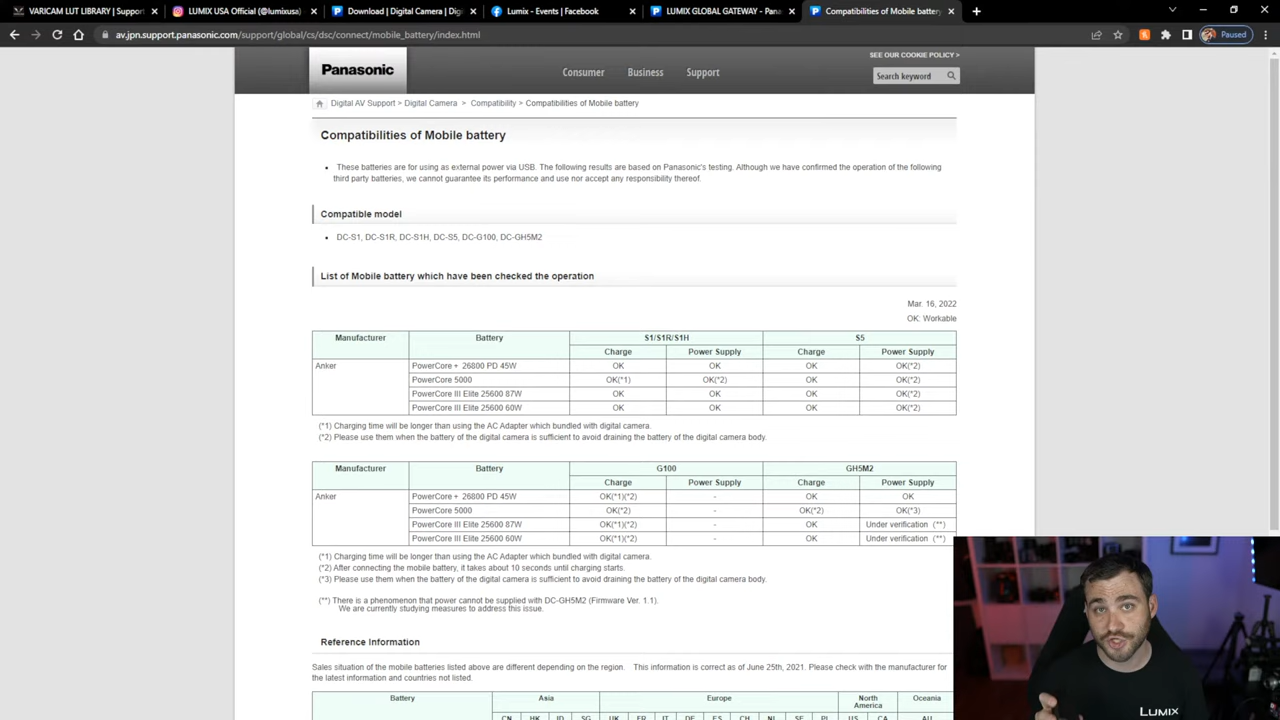 VARICAM LUT LIBRARY | Support
LUMIX USA Official (@lumixusa)
Download | Digital Camera | Dig
Lumix - Events | Facebook
LUMIX GLOBAL GATEWAY - Pana
Compatibilities of Mobile battery
av.jpn.support.panasonic.com/support/global/cs/dsc/connect/mobile_battery/index.html
Paused
SEE OUR COOKIE POLICY >
Panasonic
Consumer Business Support
Search keyword
Digital AV Support > Digital Camera > Compatibility > Compatibilities of Mobile battery
Compatibilities of Mobile battery
• These batteries are for using as external power via USB. The following results are based on Panasonic's testing. Although we have confirmed the operation of the following
third party batteries, we cannot guarantee its performance and use nor accept any responsibility thereof.
Compatible model
• DC-S1, DC-S1R, DC-S1H, DC-S5, DC-G100, DC-GH5M2
List of Mobile battery which have been checked the operation
Mar. 16, 2022
OK: Workable
Manufacturer Battery S1/S1R/S1H S5
Charge Power Supply Charge Power Supply
Anker PowerCore + 26800 PD 45W OK OK OK OK(*2)
PowerCore 5000 OK(*1) OK(*2) OK OK(*2)
PowerCore III Elite 25600 87W OK OK OK OK(*2)
PowerCore III Elite 25600 60W OK OK OK OK(*2)
(*1) Charging time will be longer than using the AC Adapter which bundled with digital camera.
(*2) Please use them when the battery of the digital camera is sufficient to avoid draining the battery of the digital camera body.
Manufacturer Battery G100 GH5M2
Charge Power Supply Charge Power Supply
Anker PowerCore + 26800 PD 45W OK(*1)(*2) - OK OK
PowerCore 5000 OK(*2) - OK(*2) OK(*3)
PowerCore III Elite 25600 87W OK(*1)(*2) - OK Under verification (**)
PowerCore III Elite 25600 60W OK(*1)(*2) - OK Under verification (**)
(*1) Charging time will be longer than using the AC Adapter which bundled with digital camera.
(*2) After connecting the mobile battery, it takes about 10 seconds until charging starts.
(*3) Please use them when the battery of the digital camera is sufficient to avoid draining the battery of the digital camera body.
(**) There is a phenomenon that power cannot be supplied with DC-GH5M2 (Firmware Ver. 1.1).
We are currently studying measures to address this issue.
Reference Information
Sales situation of the mobile batteries listed above are different depending on the region. This information is correct as of June 25th, 2021. Please check with the manufacturer for
the latest information and countries not listed.
Battery Asia Europe North America Oceania
CN HK ID SG UK FR IT DE ES CH NL SE PL US CA AU
LUMIX